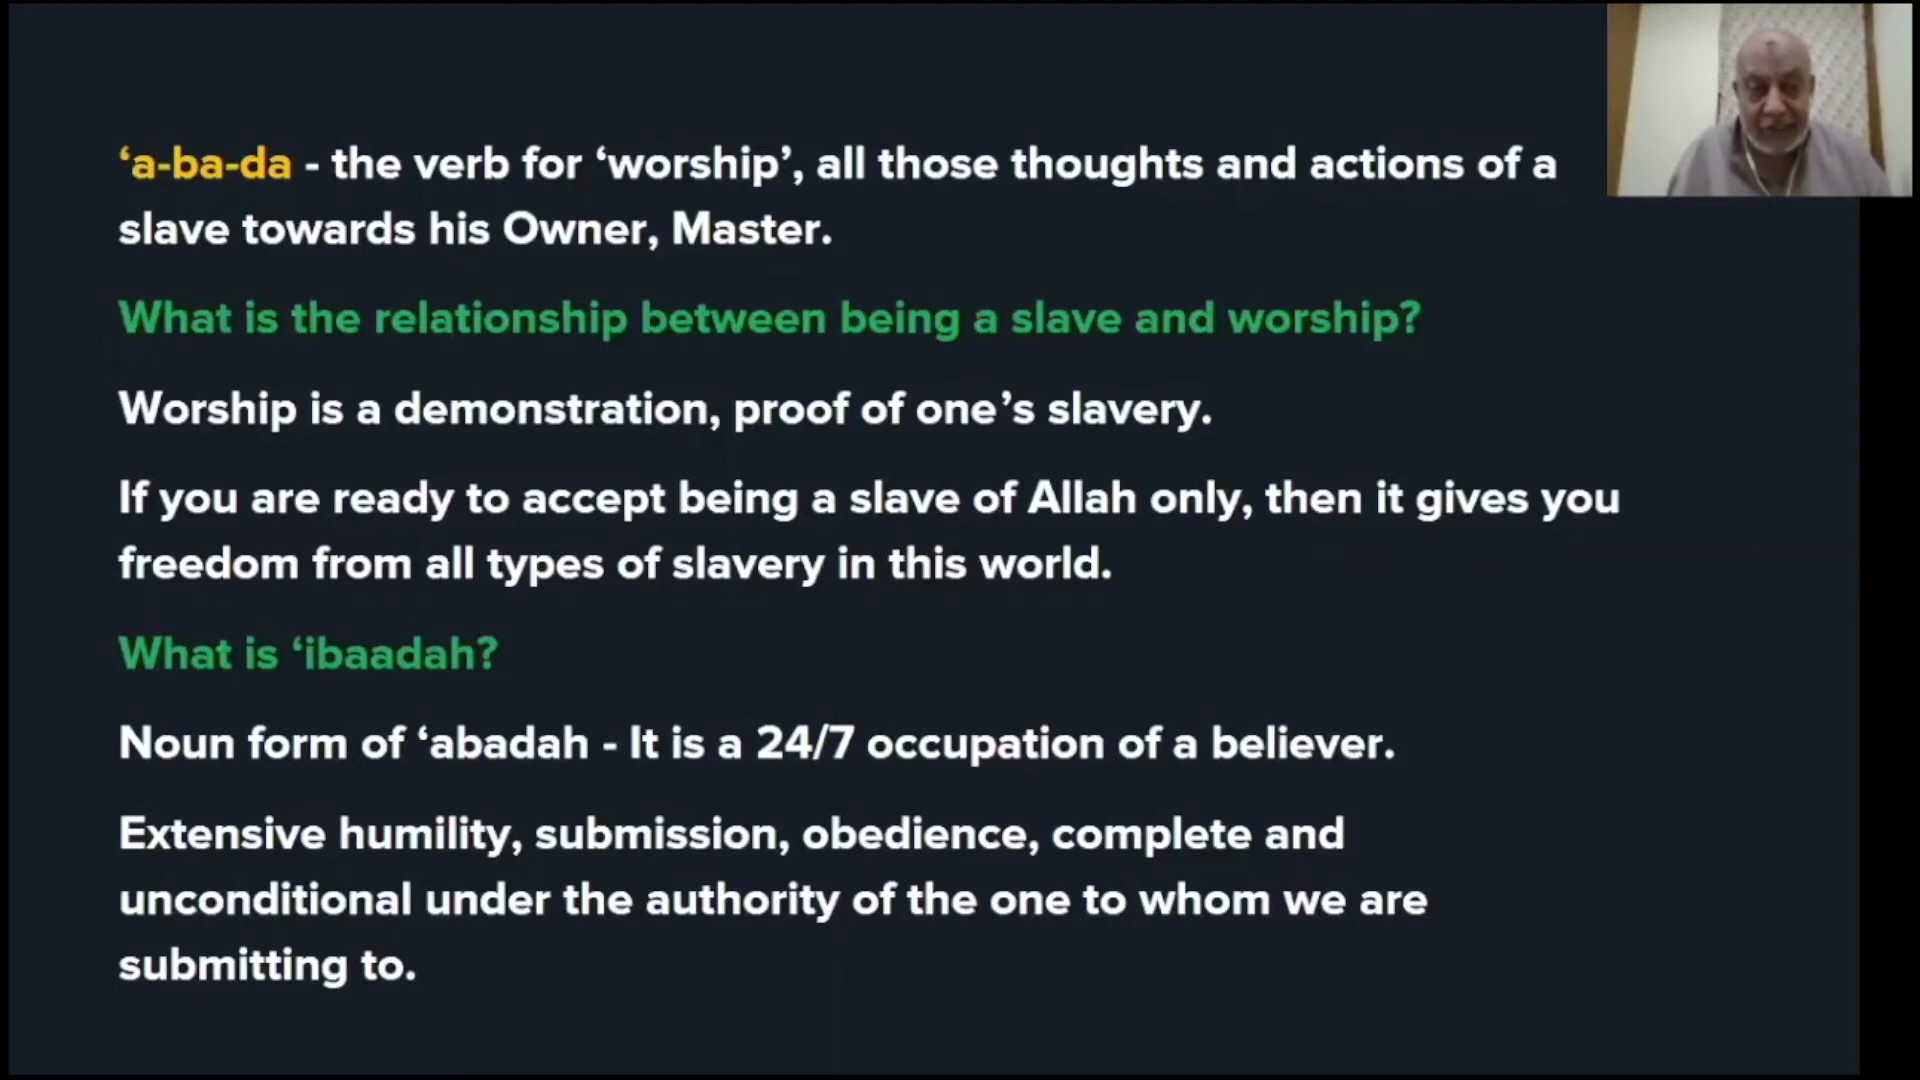 ‘a-ba-da - the verb for ‘worship’, all those thoughts and actions of a
slave towards his Owner, Master.
What is the relationship between being a slave and worship?
Worship is a demonstration, proof of one’s slavery.
If you are ready to accept being a slave of Allah only, then it gives you
freedom from all types of slavery in this world.
What is ‘ibaadah?
Noun form of ‘abadah - It is a 24/7 occupation of a believer.
Extensive humility, submission, obedience, complete and
unconditional under the authority of the one to whom we are
submitting to.